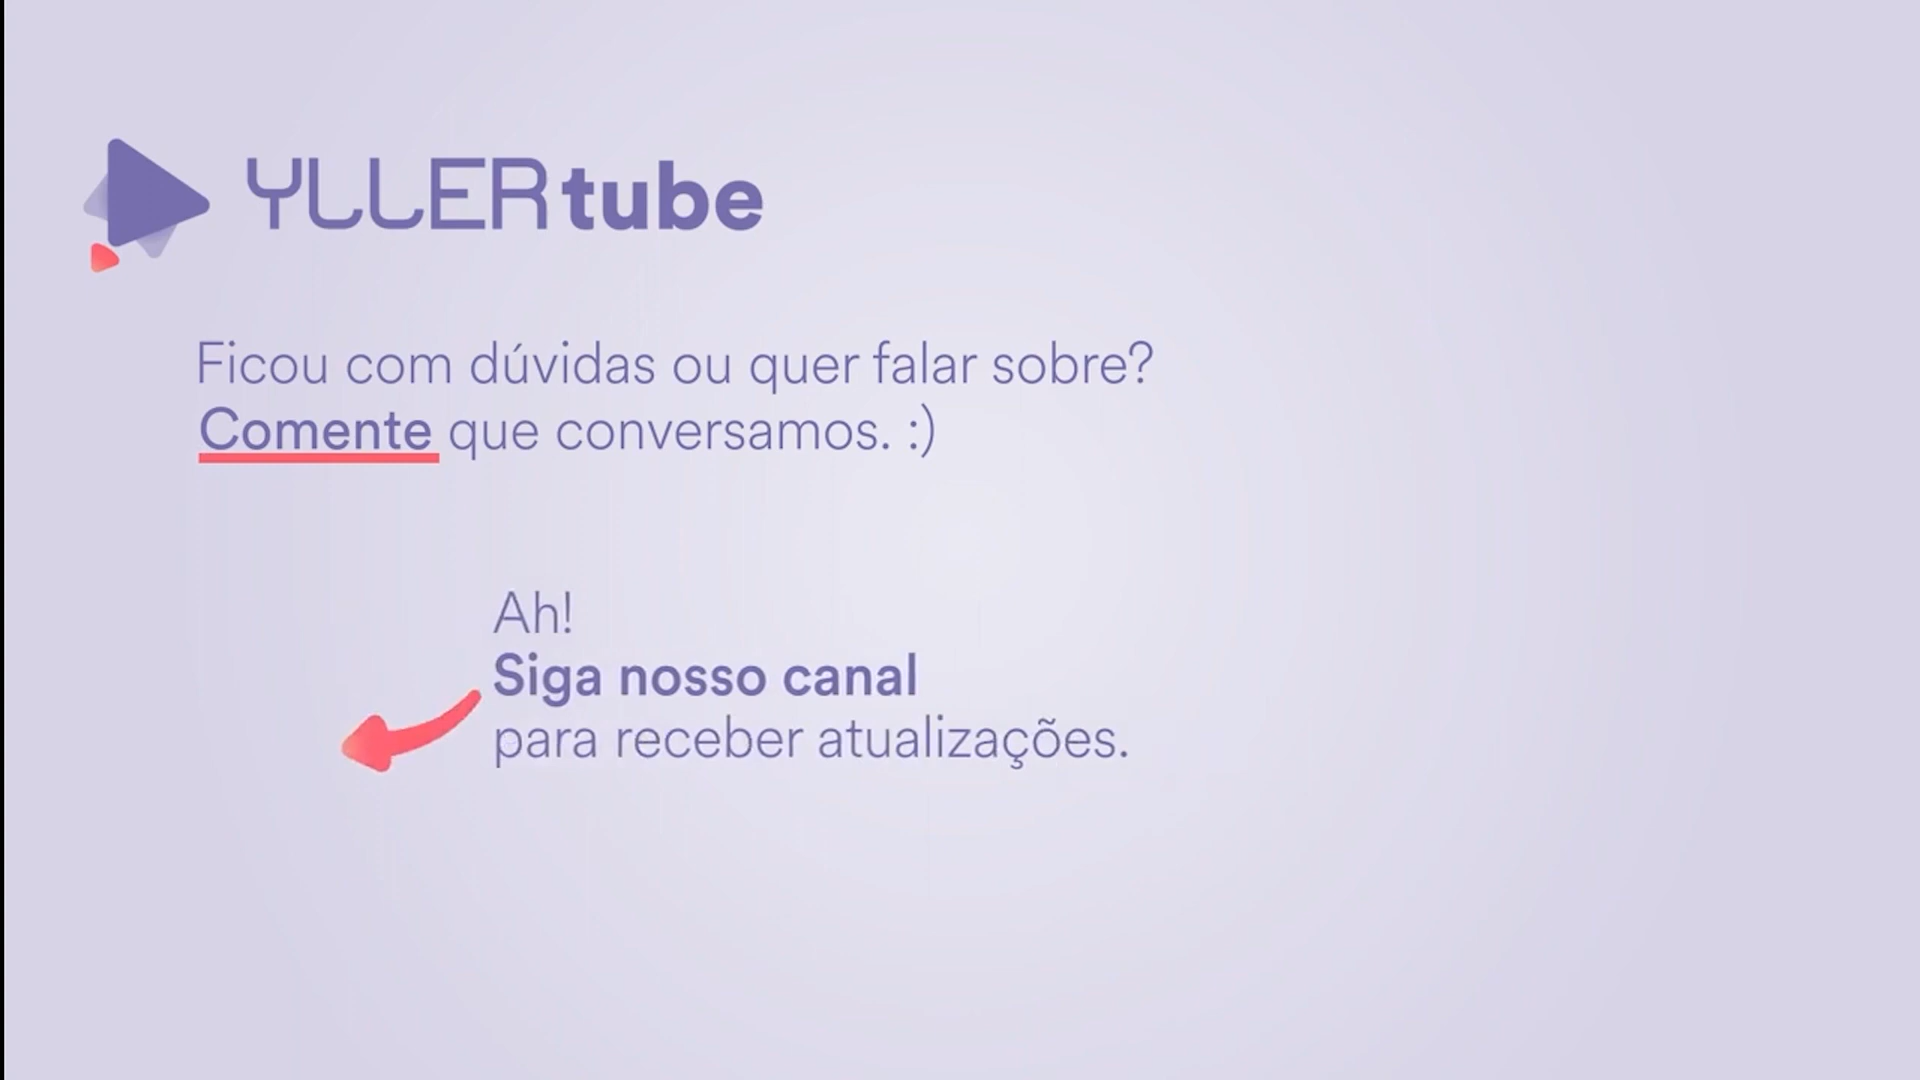 YLLER tube
Ficou com dúvidas ou quer falar sobre?
Comente que conversamos. :)
Ah!
Siga nosso canal
para receber atualizações.